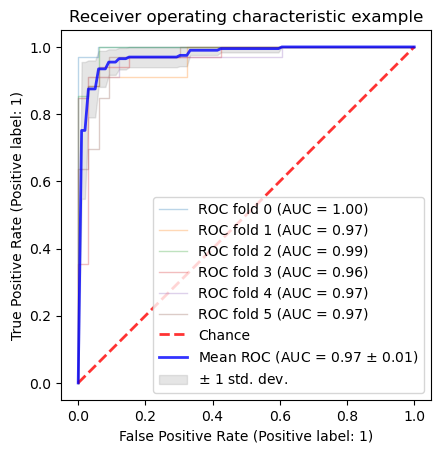 Receiver operating characteristic example
True Positive Rate (Positive label: 1)
1.0
0.8
0.6
0.4
0.2
0.0
ROC fold 0 (AUC = 1.00)
ROC fold 1 (AUC = 0.97)
ROC fold 2 (AUC = 0.99)
ROC fold 3 (AUC = 0.96)
ROC fold 4 (AUC = 0.97)
ROC fold 5 (AUC = 0.97)
Chance
Mean ROC (AUC = 0.97 ± 0.01)
± 1 std. dev.
0.0 0.2 0.4 0.6 0.8 1.0
False Positive Rate (Positive label: 1)